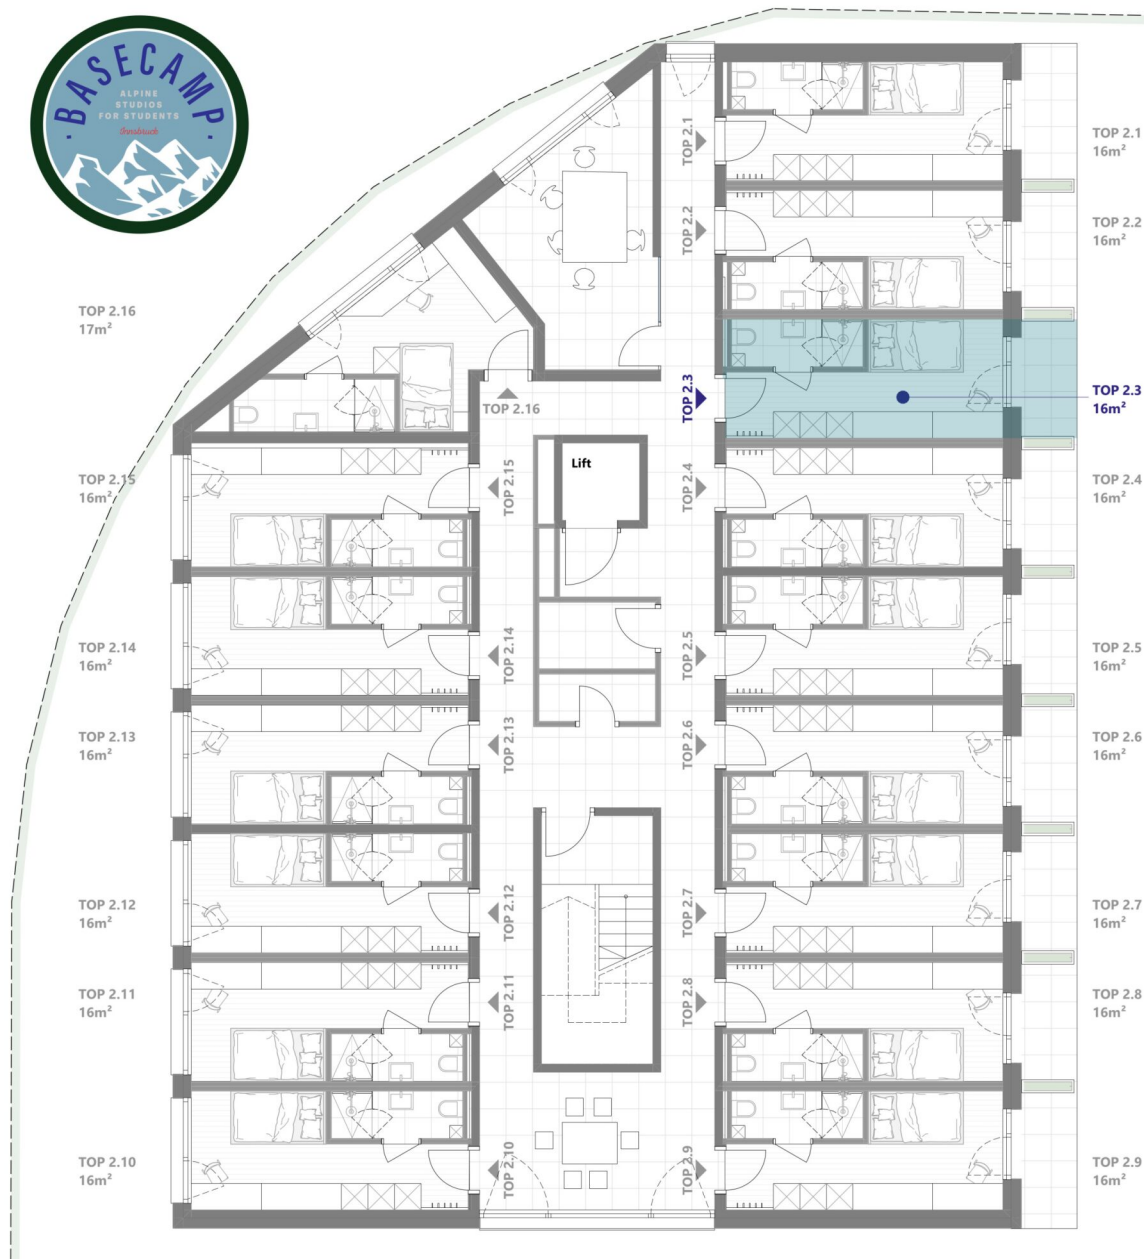 BASECAMP
ALPINE
STUDIOS
FOR STUDENTS
Innsbruck
TOP 2.1
TOP 2.1
16m²
TOP 2.2
TOP 2.2
16m²
TOP 2.16
17m²
TOP 2.16
TOP 2.3
TOP 2.3
16m²
Lift
TOP 2.15
16m²
TOP 2.15
TOP 2.4
TOP 2.4
16m²
TOP 2.14
16m²
TOP 2.14
TOP 2.5
TOP 2.5
16m²
TOP 2.13
16m²
TOP 2.13
TOP 2.6
TOP 2.6
16m²
TOP 2.12
16m²
TOP 2.12
TOP 2.7
TOP 2.7
16m²
TOP 2.11
16m²
TOP 2.11
TOP 2.8
TOP 2.8
16m²
TOP 2.10
16m²
TOP 2.10
TOP 2.9
TOP 2.9
16m²